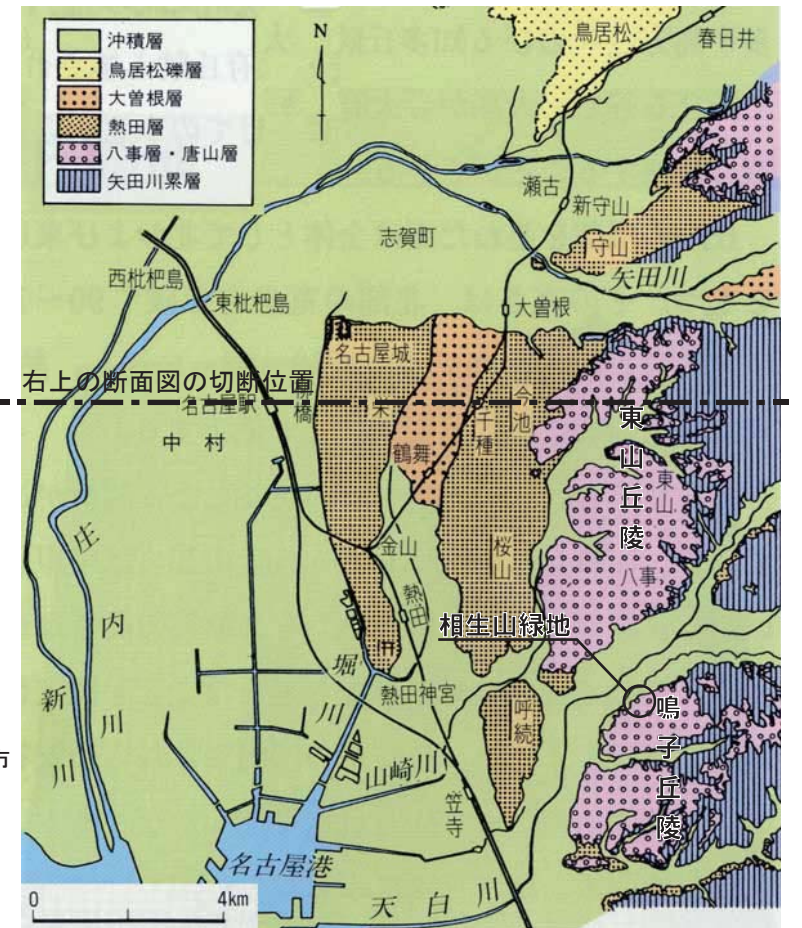 沖積層
鳥居松礫層
大曽根層
熱田層
八事層・唐山層
矢田川累層
N
鳥居松
春日井
瀬古
新守山
志賀町
守山
矢田川
西枇杷島
東枇杷島
大曽根
名古屋城
右上の断面図の切断位置
名古屋駅
橋
栄
千種
今池
中村
鶴舞
東山丘陵
東山
庄内川
金山
桜山
八事
熱田
相生山緑地
新川
堀川
熱田神宮
呼続
鳴子丘陵
市
山崎川
笠寺
名古屋港
天白川
0 4km